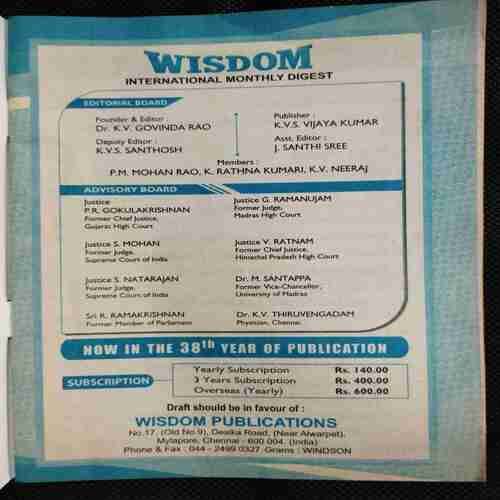 WISDOM
INTERNATIONAL MONTHLY DIGEST
EDITORIAL BOARD
Founder & Editor
Dr. K.V. GOVINDA RAO
Deputy Editor :
K.V.S. SANTHOSH
Publisher :
K.V.S. VIJAYA KUMAR
Asst. Editor :
J. SANTHI SREE
Members :
P.M. MOHAN RAO, K. RATHNA KUMARI, K.V. NEERAJ
ADVISORY BOARD
Justice
P.R. GOKULAKRISHNAN
Former Chief Justice,
Gujarat High Court
Justice G. RAMANUJAM
Former Judge,
Madras High Court
Justice S. MOHAN
Former Judge,
Supreme Court of India
Justice V. RATNAM
Former Chief Justice,
Himachal Pradesh High Court
Justice S. NATARAJAN
Former Judge,
Supreme Court of India
Dr. M. SANTAPPA
Former Vice-Chancellor,
University of Madras
Sri R. RAMAKRISHNAN
Former Member of Parliament
Dr. K.V. THIRUVENGADAM
Physician, Chennai.
NOW IN THE 38th YEAR OF PUBLICATION
SUBSCRIPTION
Yearly Subscription Rs. 140.00
3 Years Subscription Rs. 400.00
Overseas (Yearly) Rs. 600.00
Draft should be in favour of :
WISDOM PUBLICATIONS
No.17, (Old No.9), Desika Road, (Near Alwarpet),
Mylapore, Chennai - 600 004. (India)
Phone & Fax : 044 - 2499 0327 Grams : WINDSON